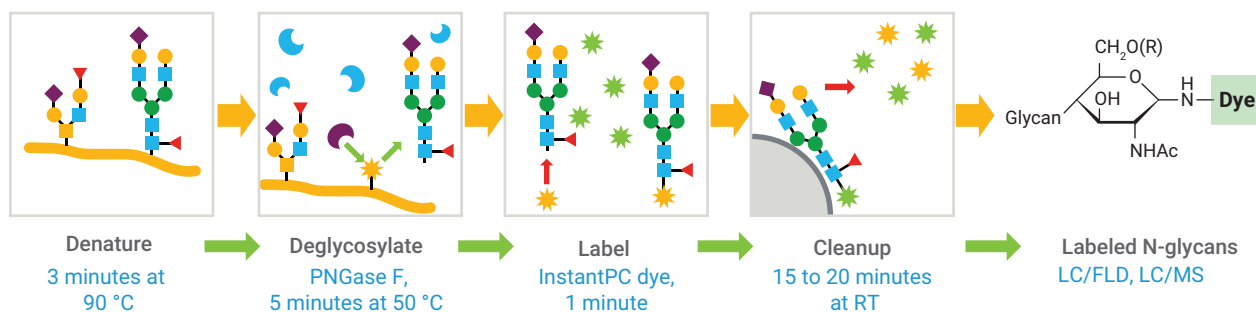 Denature
3 minutes at
90 °C
Deglycosylate
PNGase F,
5 minutes at 50 °C
Label
InstantPC dye,
1 minute
Cleanup
15 to 20 minutes
at RT
CH₂O(R)
O
OH
H
N
Dye
Glycan
NHAc
Labeled N-glycans
LC/FLD, LC/MS